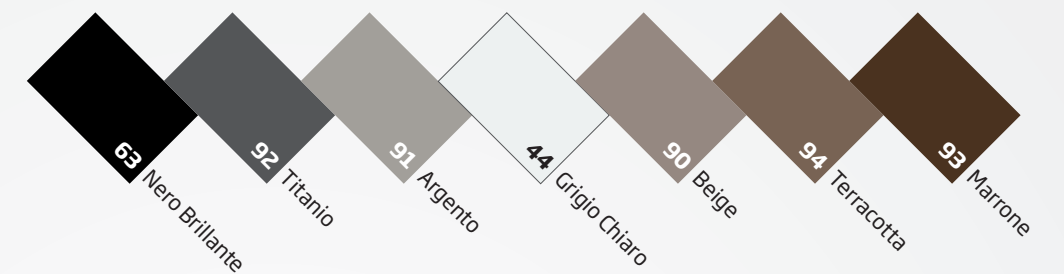 63 Nero Brillante
92 Titanio
91 Argento
44 Grigio Chiaro
90 Beige
94 Terracotta
93 Marrone